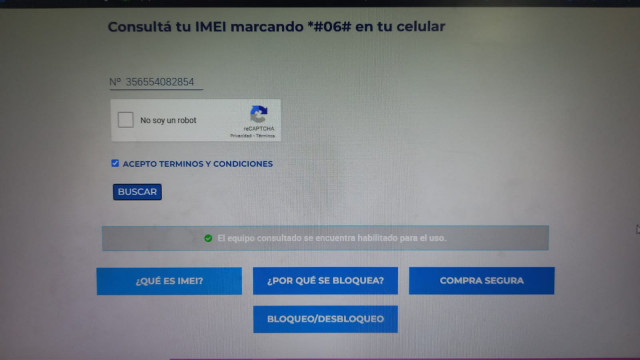 Consultá tu IMEI marcando *#06# en tu celular
Nº 356554082854
No soy un robot
reCAPTCHA
Privacidad - Términos
ACEPTO TERMINOS Y CONDICIONES
BUSCAR
El equipo consultado se encuentra habilitado para el uso.
¿QUÉ ES IMEI?
¿POR QUÉ SE BLOQUEA?
COMPRA SEGURA
BLOQUEO/DESBLOQUEO